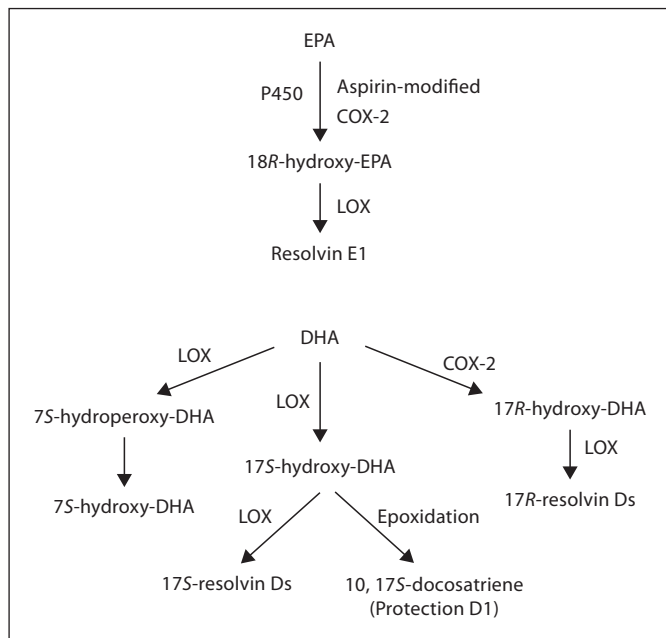 EPA
P450
Aspirin-modified
COX-2
18R-hydroxy-EPA
LOX
Resolvin E1
DHA
LOX
COX-2
LOX
7S-hydroperoxy-DHA
17R-hydroxy-DHA
LOX
17S-hydroxy-DHA
7S-hydroxy-DHA
17R-resolvin Ds
LOX
Epoxidation
17S-resolvin Ds
10, 17S-docosatriene
(Protection D1)